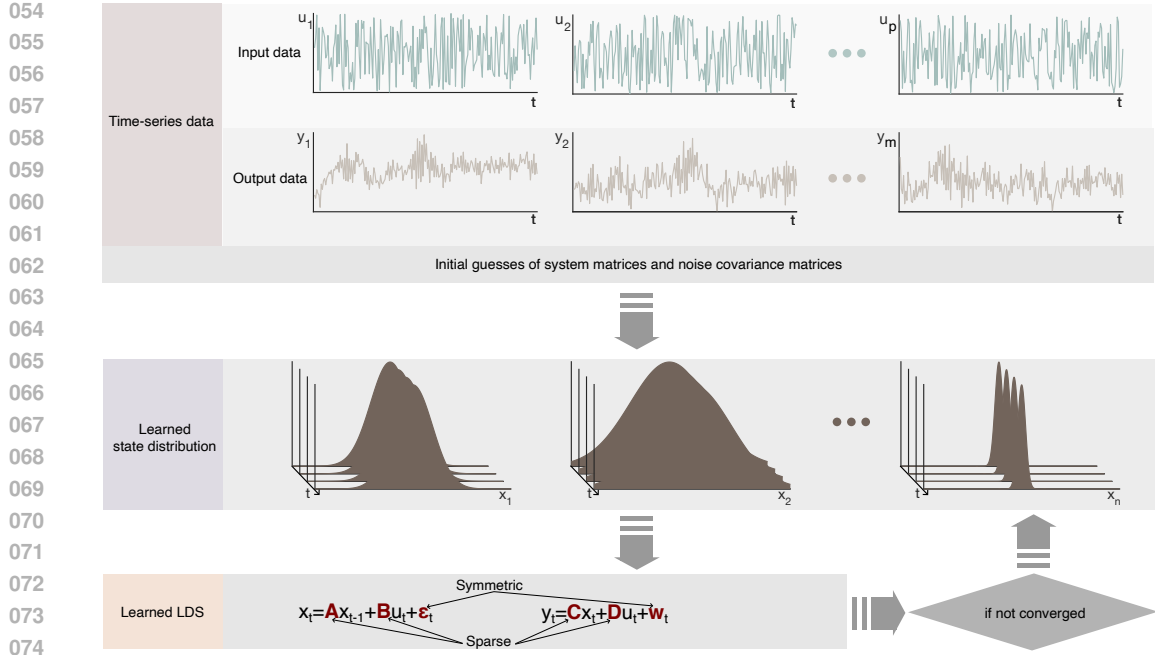 054
055
056
057
058
059
060
061
062
063
064
065
066
067
068
069
070
071
072
073
074
Time-series data
Input data
u1
t
u2
t
up
t
Output data
y1
t
y2
t
ym
t
Initial guesses of system matrices and noise covariance matrices
Learned
state distribution
t
x1
t
x2
t
xn
Learned LDS
Symmetric
xt=Axt-1+But+εt
yt=Cxt+Dut+wt
Sparse
if not converged